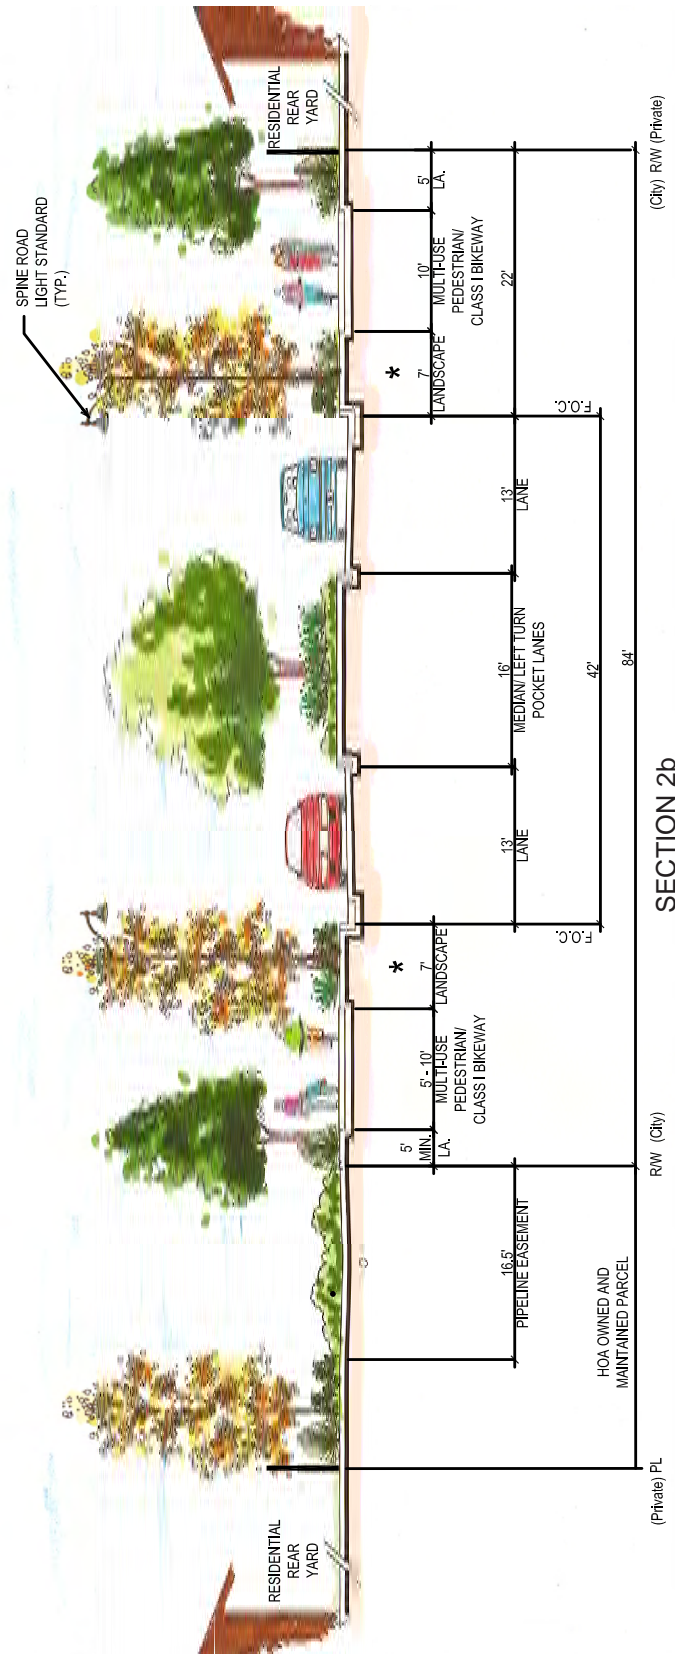 SPINE ROAD
LIGHT STANDARD
(TYP.)
RESIDENTIAL
REAR
YARD
RESIDENTIAL
REAR
YARD
*
*
5'
MIN.
LA.
5' - 10'
MULTI-USE
PEDESTRIAN/
CLASS I BIKEWAY
7'
LANDSCAPE
7'
LANDSCAPE
10'
MULTI-USE
PEDESTRIAN/
CLASS I BIKEWAY
5'
LA.
16.5'
PIPELINE EASEMENT
13'
LANE
16'
MEDIAN/ LEFT TURN
POCKET LANES
13'
LANE
22'
F.O.C.
F.O.C.
42'
HOA OWNED AND
MAINTAINED PARCEL
84'
(Private) PL
R/W (City)
(City) R/W (Private)
SECTION 2b